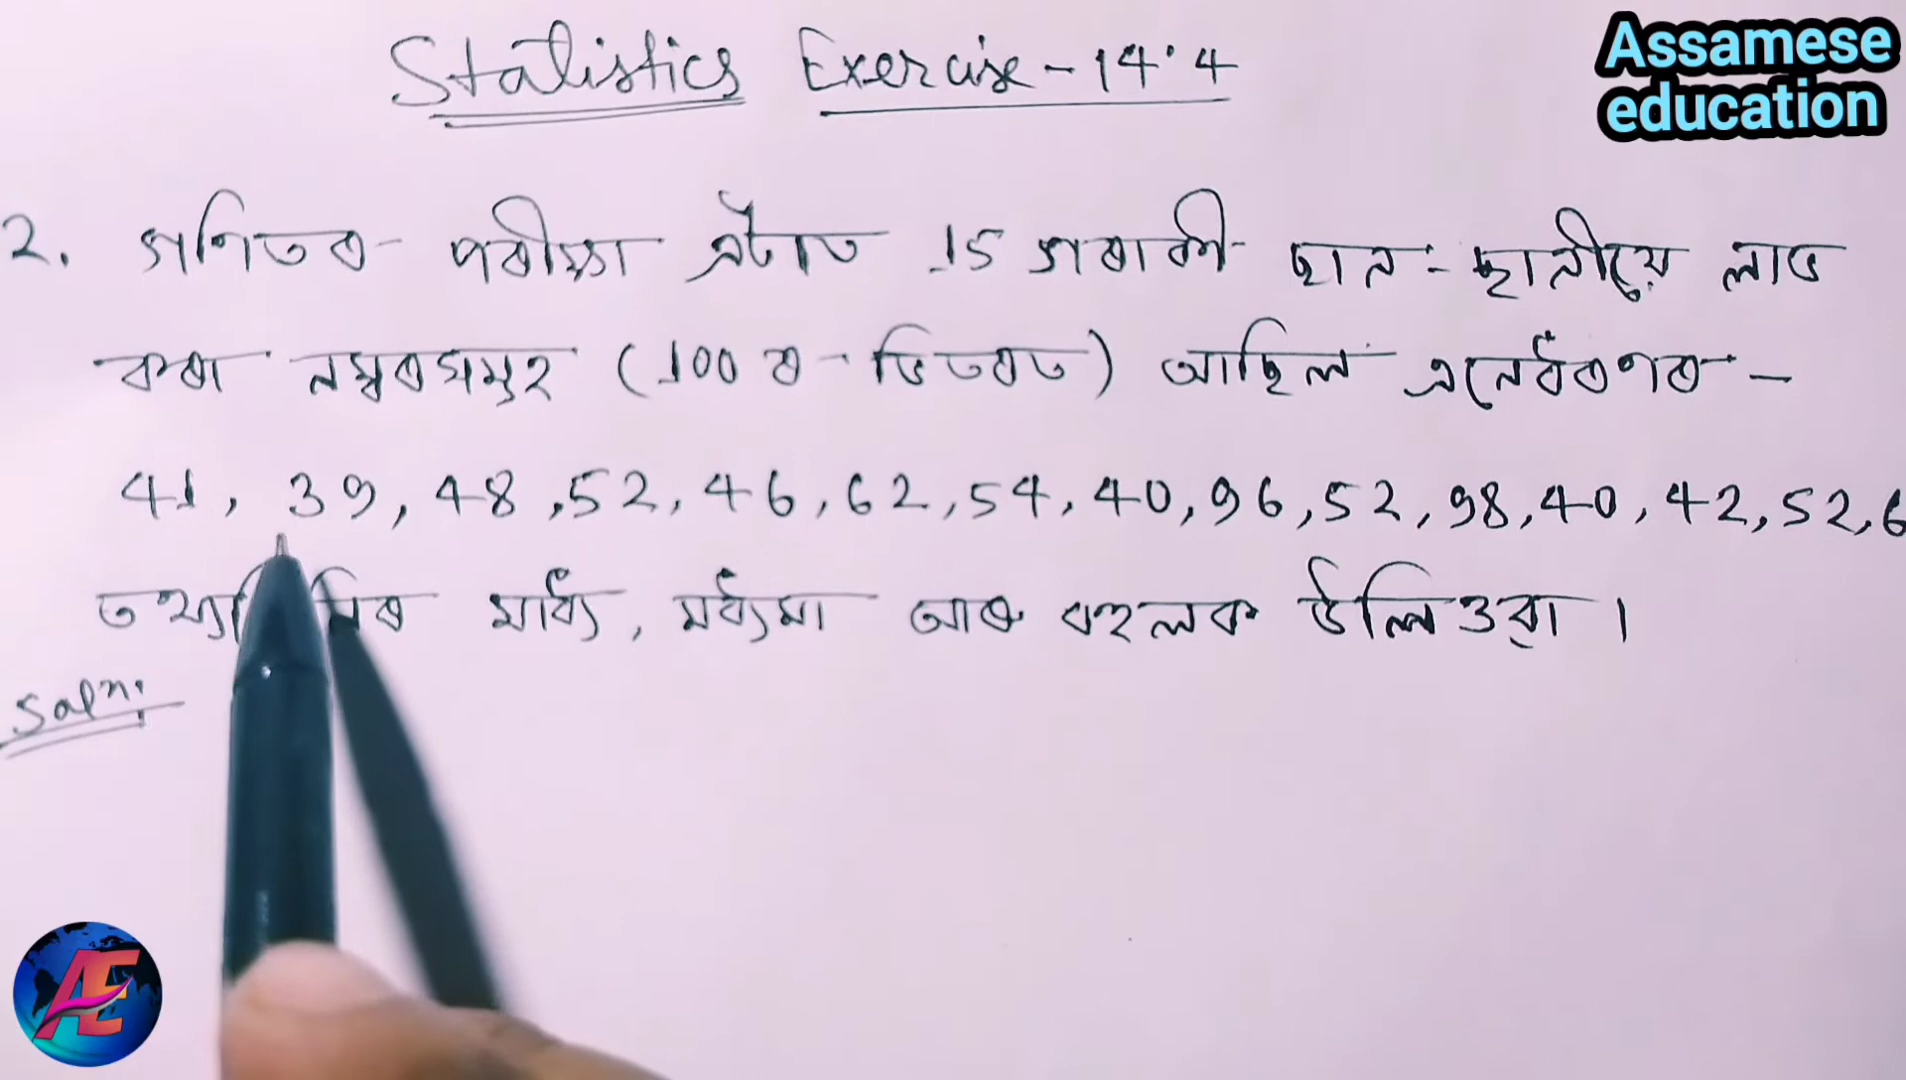 Statistics Exercise - 14.4
Assamese
education
2. গণিতৰ পৰীক্ষা এটাত 15 গৰাকী ছাত্ৰ-ছাত্ৰীয়ে লাভ
কৰা নম্বৰসমূহ (100 ৰ ভিতৰত) আছিল এনেধৰণৰ -
41, 39, 48, 52, 46, 62, 54, 40, 96, 52, 98, 40, 42, 52, 6
মাধ্য, মধ্যমা আৰু বহুলক উলিওৱা।
Soln:
AE